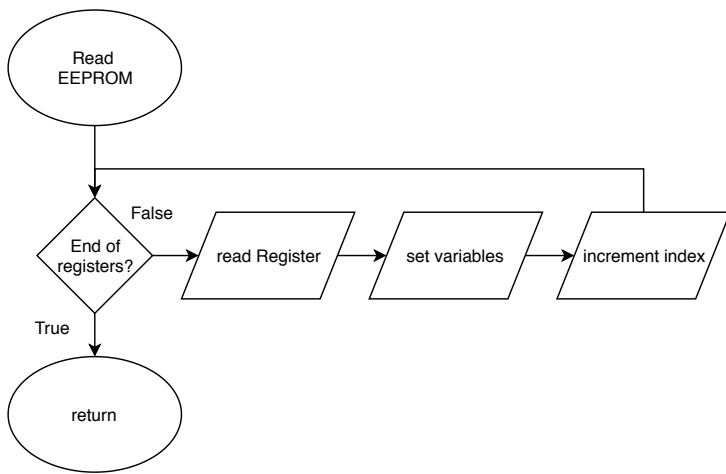 Read
EEPROM
False
End of
registers?
read Register
set variables
increment index
True
return